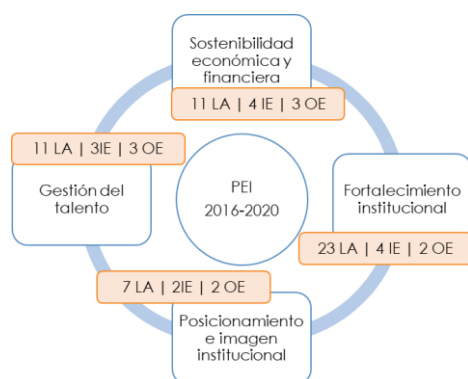 Sostenibilidad
económica y
financiera
11 LA | 4 IE | 3 OE
11 LA | 3IE | 3 OE
Gestión del
talento
PEI
2016-2020
Fortalecimiento
institucional
23 LA | 4 IE | 2 OE
7 LA | 2IE | 2 OE
Posicionamiento
e imagen
institucional